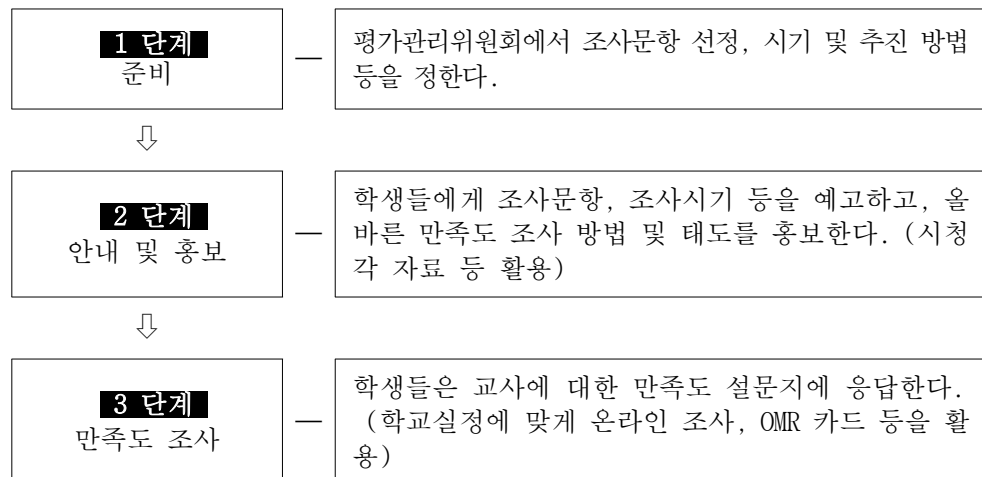 1 단계
준비
평가관리위원회에서 조사문항 선정, 시기 및 추진 방법
등을 정한다.
⇩
2 단계
안내 및 홍보
학생들에게 조사문항, 조사시기 등을 예고하고, 올
바른 만족도 조사 방법 및 태도를 홍보한다. (시청
각 자료 등 활용)
⇩
3 단계
만족도 조사
학생들은 교사에 대한 만족도 설문지에 응답한다.
(학교실정에 맞게 온라인 조사, OMR 카드 등을 활
용)